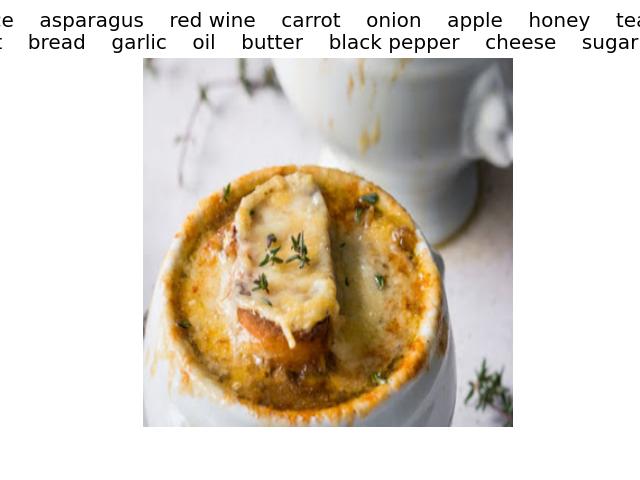 asparagus red wine carrot onion apple honey
bread garlic oil butter black pepper cheese sugar